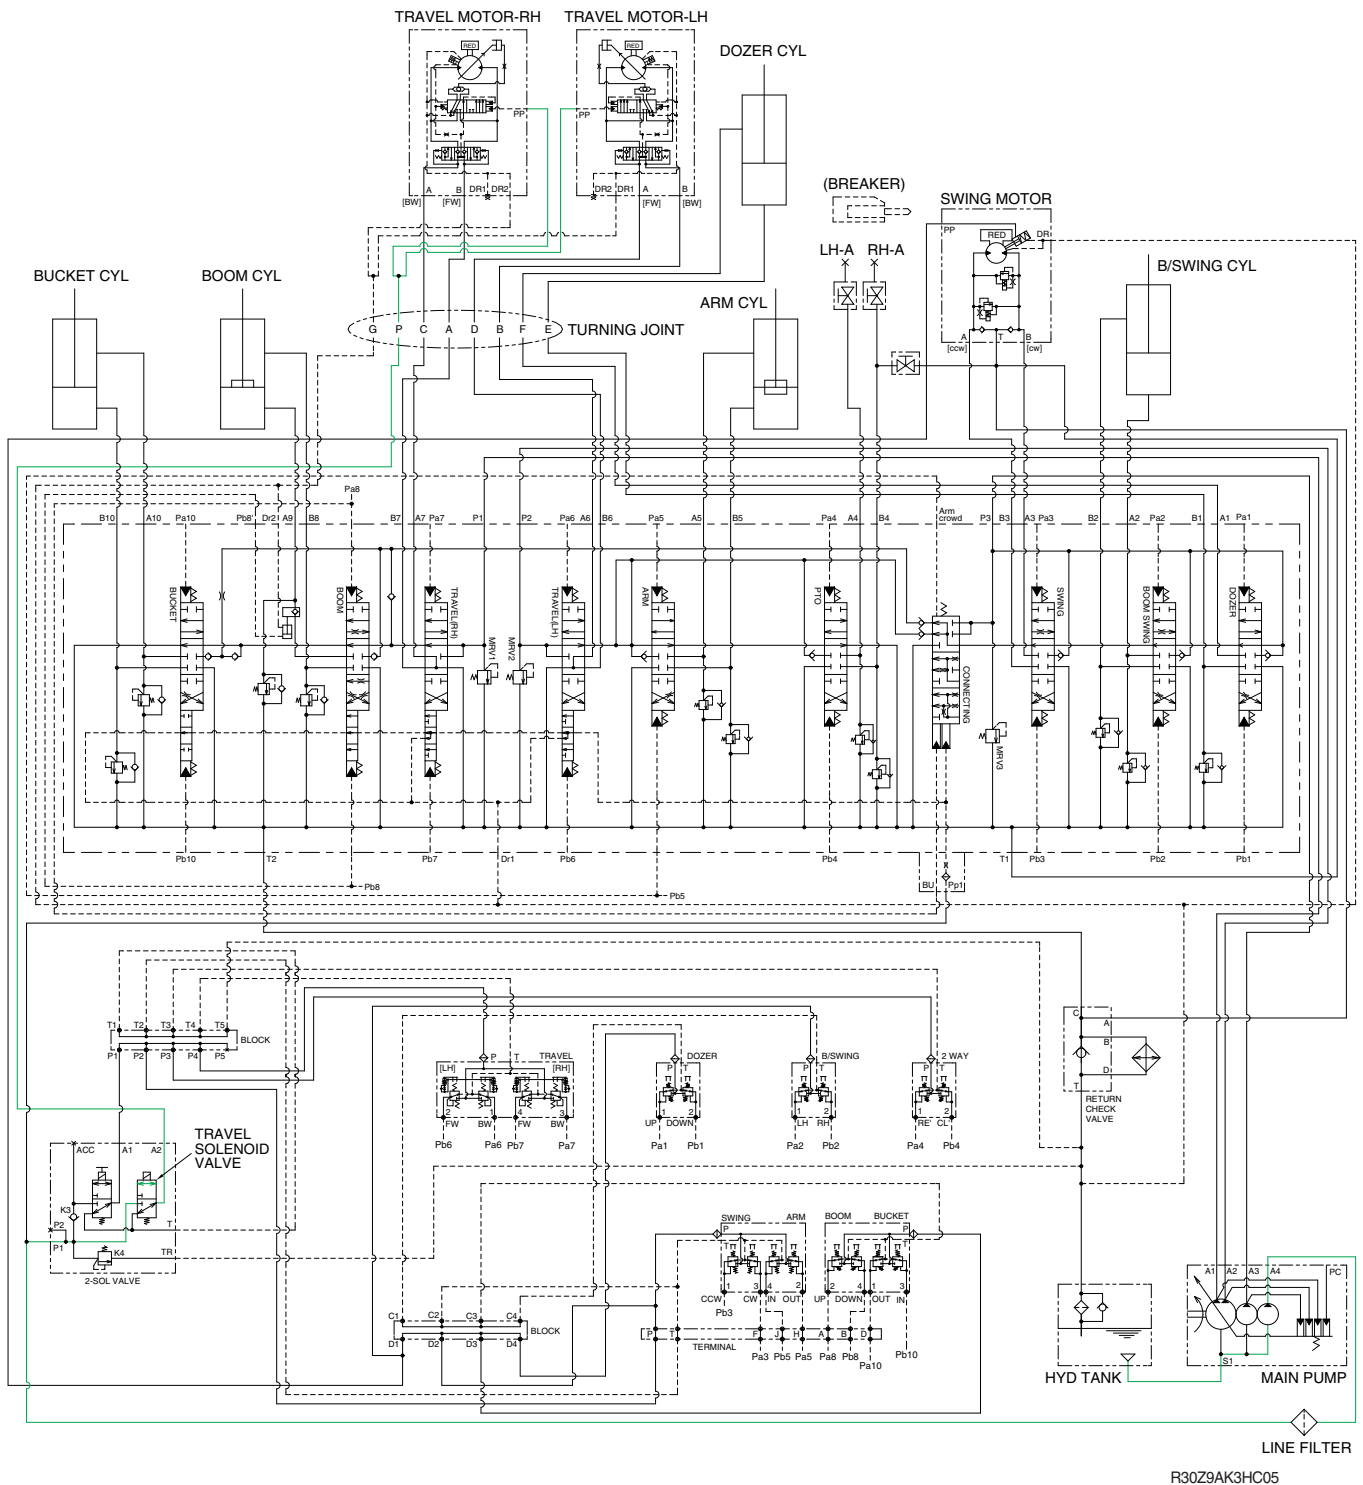 TRAVEL MOTOR-RH TRAVEL MOTOR-LH
DOZER CYL
RED RED
PP PP
A B DR1 DR2 DR2 DR1 A B
[BW] [FW] [FW] [BW]
(BREAKER)
SWING MOTOR
PP RED DR
LH-A RH-A
BUCKET CYL BOOM CYL B/SWING CYL
ARM CYL
G P C A D B F E TURNING JOINT
A T B
[ccw] [cw]
Pa8
B10 A10 Pa10 Pb8' Dr2 A9 B8 B7 A7 Pa7 P1 P2 Pa6 A6 B6 Pa5 A5 B5 Pa4 A4 B4 Arm crowd P3 B3 A3 Pa3 B2 A2 Pa2 B1 A1 Pa1
BUCKET
BOOM
TRAVEL(RH)
MRV1
MRV2
TRAVEL(LH)
ARM
PTO
CONNECTING
MRV3
SWING
BOOM SWING
DOZER
Pb10 T2 Pb7 Dr1 Pb6 Pb4 T1 Pb3 Pb2 Pb1
Pb8 Pb5 BU Pp1
T1 T2 T3 T4 T5
BLOCK
P1 P2 P3 P4 P5
P T TRAVEL
[LH] [RH]
2 1 4 3
FW BW FW BW
Pb6 Pa6 Pb7 Pa7
DOZER
P T
1 2
UP DOWN
Pa1 Pb1
B/SWING
P T
1 2
LH RH
Pa2 Pb2
2 WAY
P T
1 2
RE' CL'
Pa4 Pb4
C
A
B
D
T
RETURN
CHECK
VALVE
TRAVEL
SOLENOID
VALVE
ACC A1 A2
K3
P2
P1
T
K4 TR
2-SOL VALVE
SWING ARM BOOM BUCKET
P P
T
1 3 4 2 2 4 1 3
CCW CW IN OUT UP DOWN OUT IN
Pb3
C1 C2 C3 C4
BLOCK
D1 D2 D3 D4
P T F J H A B D
TERMINAL
Pa3 Pb5 Pa5 Pa8 Pb8 Pa10 Pb10
A1 A2 A3 A4 PC
S1
HYD TANK MAIN PUMP
LINE FILTER
R30Z9AK3HC05